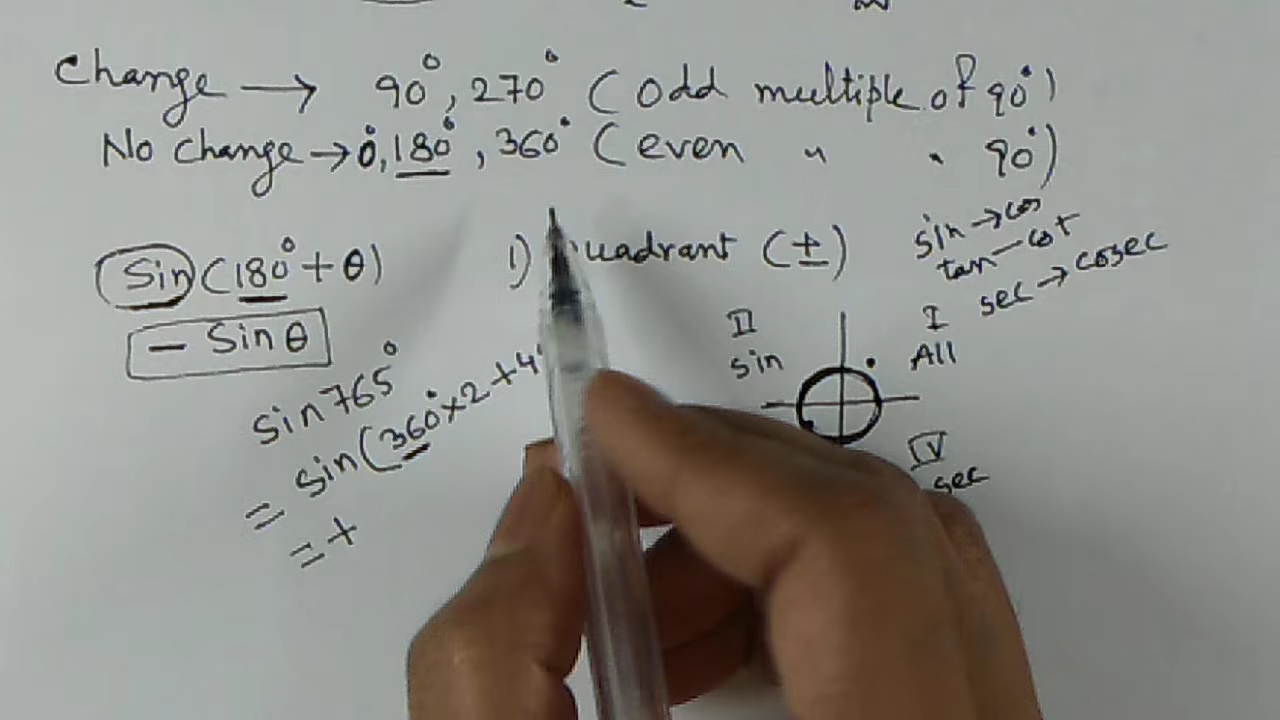 Change → 90°, 270° (Odd multiple of 90°)
No change → 0°, 180°, 360° (even " " 90°)
Sin (180° + θ)
- Sin θ
1) Quadrant (±)
sin → cos
tan — cot
sec → cosec
II
sin
I
All
IV
sec
sin 765°
= sin (360° × 2 + 4
= +